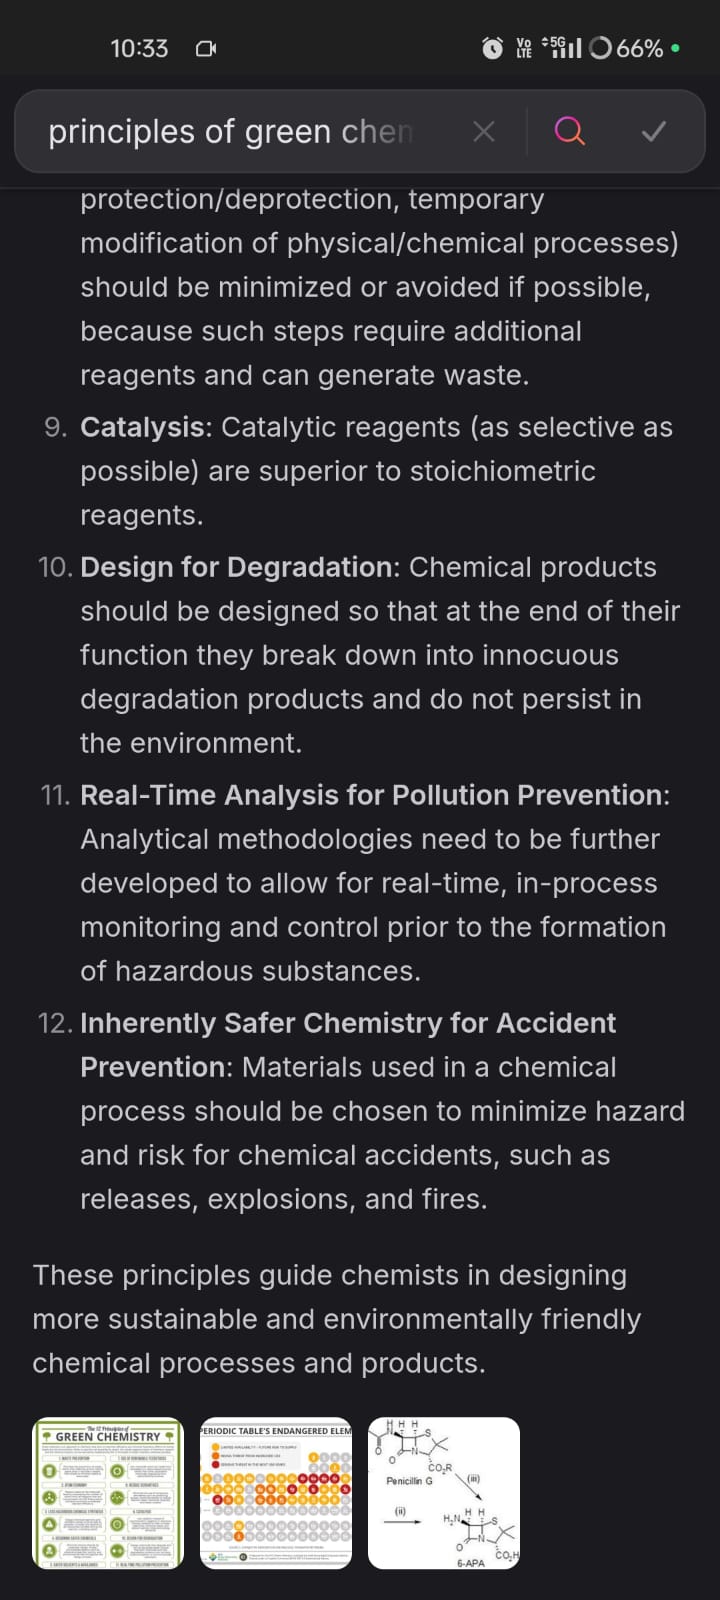 10:33
Vo
LTE
5G
66%
principles of green chem
protection/deprotection, temporary
modification of physical/chemical processes)
should be minimized or avoided if possible,
because such steps require additional
reagents and can generate waste.
9. Catalysis: Catalytic reagents (as selective as
possible) are superior to stoichiometric
reagents.
10. Design for Degradation: Chemical products
should be designed so that at the end of their
function they break down into innocuous
degradation products and do not persist in
the environment.
11. Real-Time Analysis for Pollution Prevention:
Analytical methodologies need to be further
developed to allow for real-time, in-process
monitoring and control prior to the formation
of hazardous substances.
12. Inherently Safer Chemistry for Accident
Prevention: Materials used in a chemical
process should be chosen to minimize hazard
and risk for chemical accidents, such as
releases, explosions, and fires.
These principles guide chemists in designing
more sustainable and environmentally friendly
chemical processes and products.
The 12 Principles of
GREEN CHEMISTRY
PERIODIC TABLE'S ENDANGERED ELEM
H H H
S
N
O
CO₂R
Penicillin G
(iii)
(ii)
H H
H₂N
S
N
O
CO₂H
6-APA